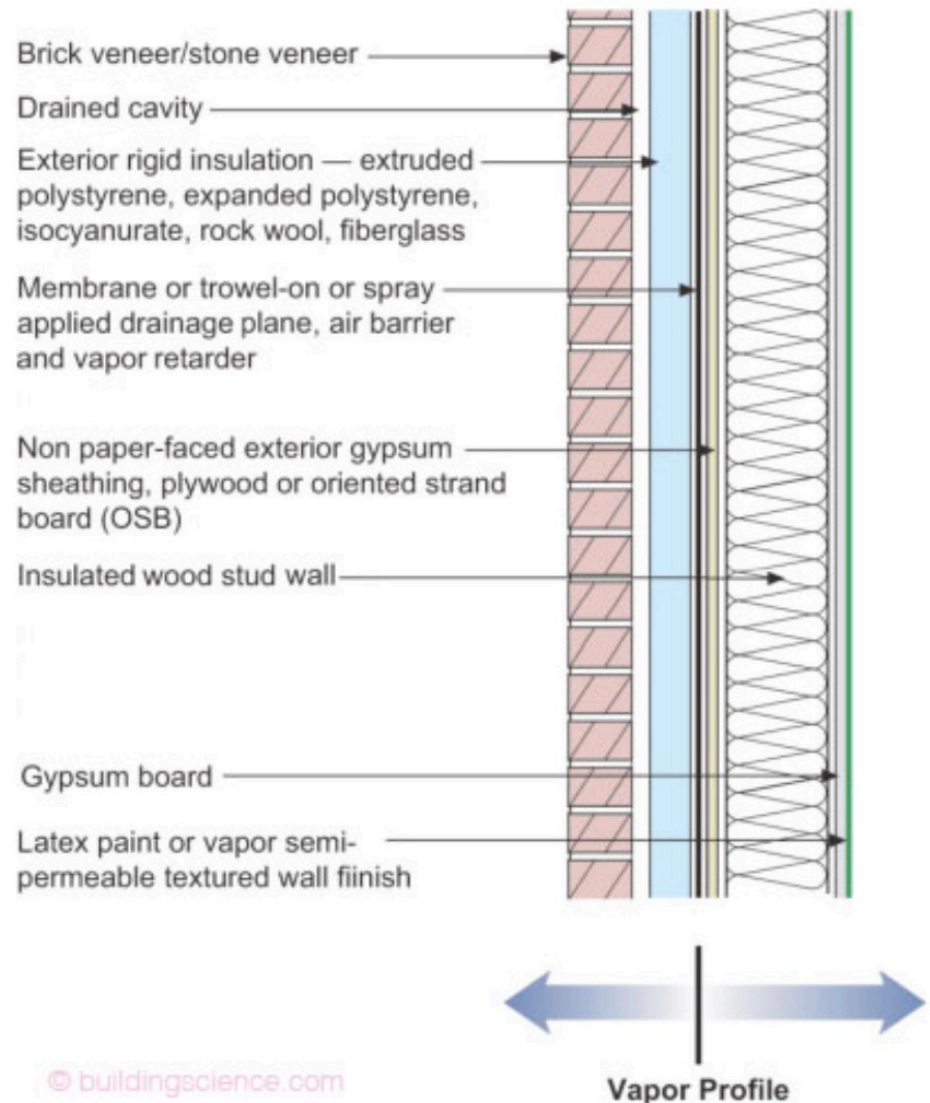 Brick veneer/stone veneer
Drained cavity
Exterior rigid insulation — extruded
polystyrene, expanded polystyrene,
isocyanurate, rock wool, fiberglass
Membrane or trowel-on or spray
applied drainage plane, air barrier
and vapor retarder
Non paper-faced exterior gypsum
sheathing, plywood or oriented strand
board (OSB)
Insulated wood stud wall
Gypsum board
Latex paint or vapor semi-
permeable textured wall fiinish
© buildingscience.com
Vapor Profile